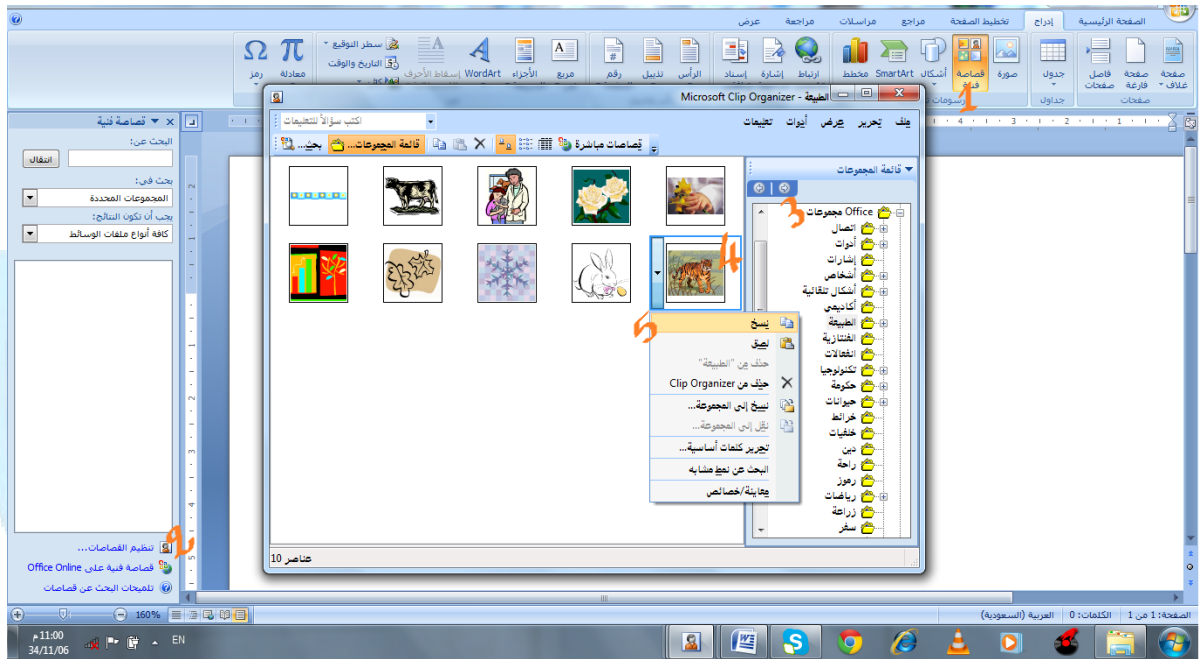 الصفحة الرئيسية
إدراج
تخطيط الصفحة
مراجع
مراسلات
مراجعة
عرض
صفحة غلاف
صفحة فارغة
فاصل صفحات
جدول
صورة
قصاصة فنية
أشكال
SmartArt
مخطط
ارتباط
إشارة
إسناد
الرأس
تذييل
رقم
مربع
الأجزاء
WordArt
إسقاط الأحرف
سطر التوقيع
التاريخ والوقت
كائن
معادلة
رمز
صفحات
جداول
1
الطبيعة - Microsoft Clip Organizer
ملف تحرير عرض أدوات تعليمات
اكتب سؤالاً للتعليمات
قصاصات مباشرة
قائمة المجموعات...
بحث...
قائمة المجموعات
3
مجموعات Office
اتصال
أدوات
إشارات
أشخاص
أشكال تلقائية
أكاديمي
الطبيعة
الفنتازية
انفعالات
تكنولوجيا
حكومة
حيوانات
خرائط
خلفيات
دين
راحة
رموز
رياضات
زراعة
سفر
4
5
نسخ
لصق
حذف من "الطبيعة"
حذف من Clip Organizer
نسخ إلى المجموعة...
نقل إلى المجموعة...
تحرير كلمات أساسية...
البحث عن نمط مشابه
معاينة/خصائص
عناصر 10
قصاصة فنية
البحث عن:
انتقال
بحث في:
المجموعات المحددة
يجب أن تكون النتائج:
كافة أنواع ملفات الوسائط
2
تنظيم القصاصات...
قصاصة فنية على Office Online
تلميحات البحث عن قصاصات
الصفحة: 1 من 1
الكلمات: 0
العربية (السعودية)
160%
EN
11:00 م
34/11/06